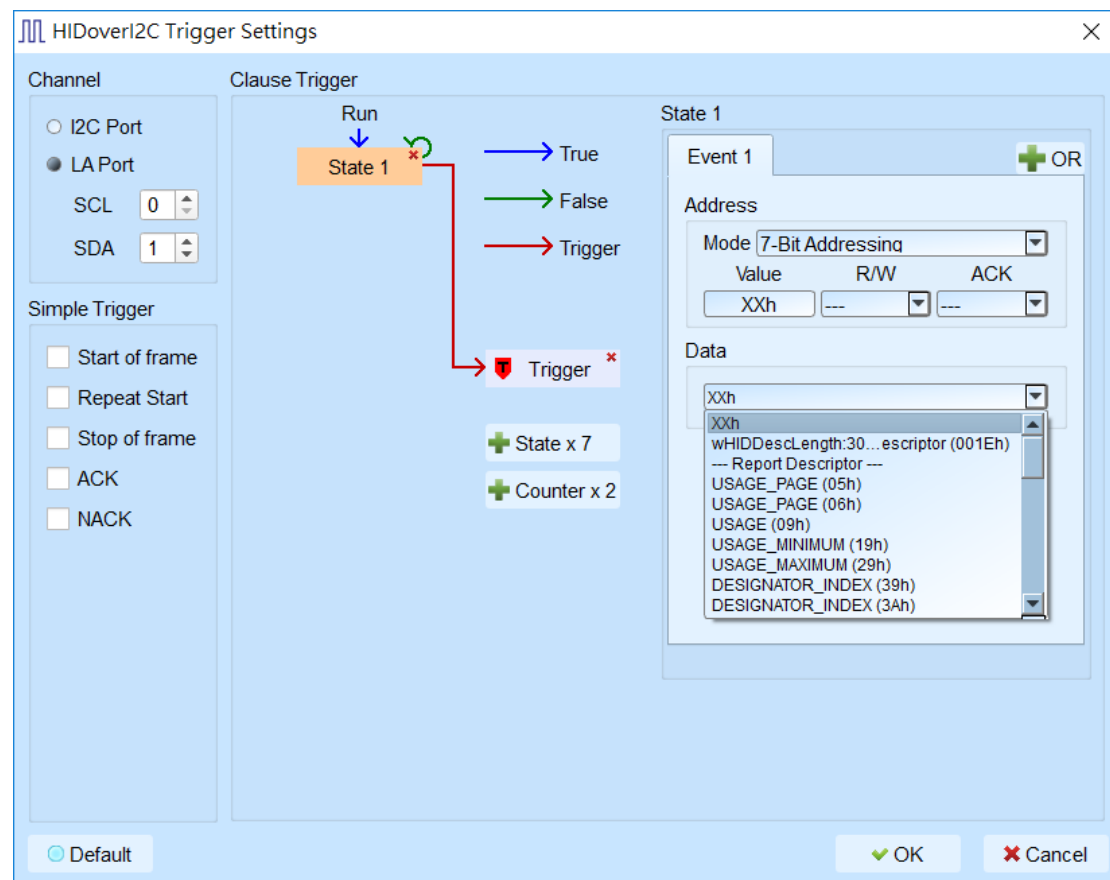 HIDoverI2C Trigger Settings
Channel
I2C Port
LA Port
SCL 0
SDA 1
Simple Trigger
Start of frame
Repeat Start
Stop of frame
ACK
NACK
Clause Trigger
Run
State 1
True
False
Trigger
T Trigger
State x 7
Counter x 2
State 1
Event 1
OR
Address
Mode 7-Bit Addressing
Value R/W ACK
XXh --- ---
Data
XXh
XXh
wHIDDescLength:30...escriptor (001Eh)
--- Report Descriptor ---
USAGE_PAGE (05h)
USAGE_PAGE (06h)
USAGE (09h)
USAGE_MINIMUM (19h)
USAGE_MAXIMUM (29h)
DESIGNATOR_INDEX (39h)
DESIGNATOR_INDEX (3Ah)
Default
OK
Cancel